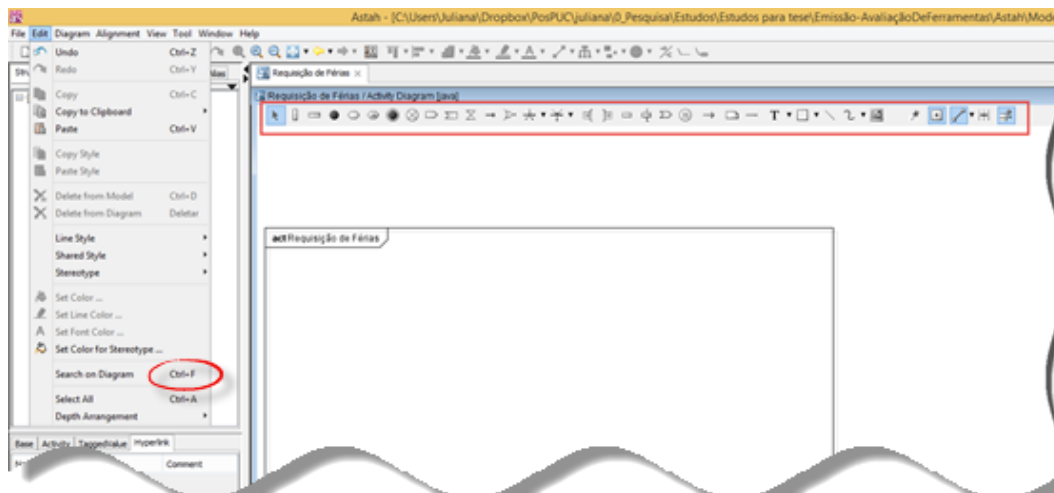 Astah - [C:\Users\Juliana\Dropbox\PosPUC\juliana\0_Pesquisa\Estudos\Estudos para tese\Emissão-AvaliaçãoDeFerramentas\Astah\Mode
File Edit Diagram Alignment View Tool Window Help
Undo Ctrl+Z
Redo Ctrl+Y
Copy Ctrl+C
Copy to Clipboard
Paste Ctrl+V
Copy Style
Paste Style
Delete from Model Ctrl+D
Delete from Diagram Deletar
Line Style
Shared Style
Stereotype
Set Color ...
Set Line Color ...
Set Font Color ...
Set Color for Stereotype ...
Search on Diagram Ctrl+F
Select All Ctrl+A
Depth Arrangement
Base Activity TaggedValue Hyperlink
Comment
Requisição de Férias
Requisição de Férias / Activity Diagram [java]
T
act Requisição de Férias